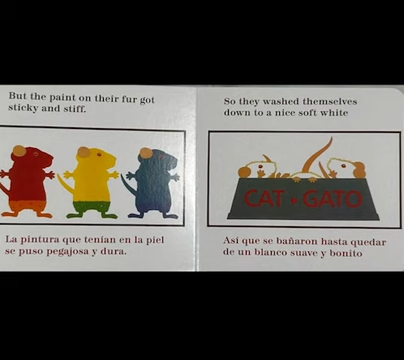 But the paint on their fur got
sticky and stiff.
La pintura que tenían en la piel
se puso pegajosa y dura.
So they washed themselves
down to a nice soft white
CAT • GATO
Así que se bañaron hasta quedar
de un blanco suave y bonito